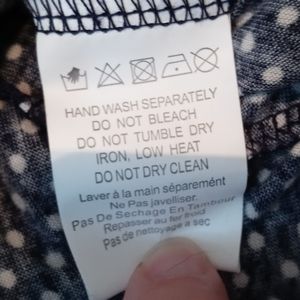 HAND WASH SEPARATELY
DO NOT BLEACH
DO NOT TUMBLE DRY
IRON, LOW HEAT
DO NOT DRY CLEAN
Laver à la main séparément
Ne Pas javelliser.
Pas De Sechage En Tambour
Repasser au fer froid
Pas de nettoyage a sec